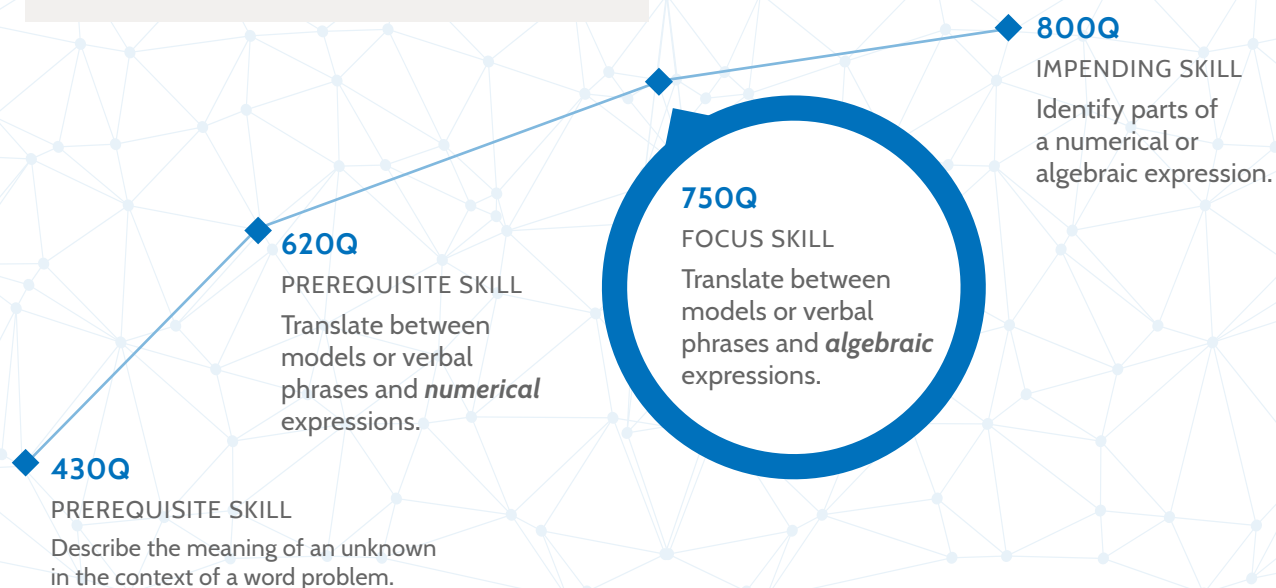 800Q
IMPENDING SKILL
Identify parts of
a numerical or
algebraic expression.
750Q
FOCUS SKILL
Translate between
models or verbal
phrases and algebraic
expressions.
620Q
PREREQUISITE SKILL
Translate between
models or verbal
phrases and numerical
expressions.
430Q
PREREQUISITE SKILL
Describe the meaning of an unknown
in the context of a word problem.